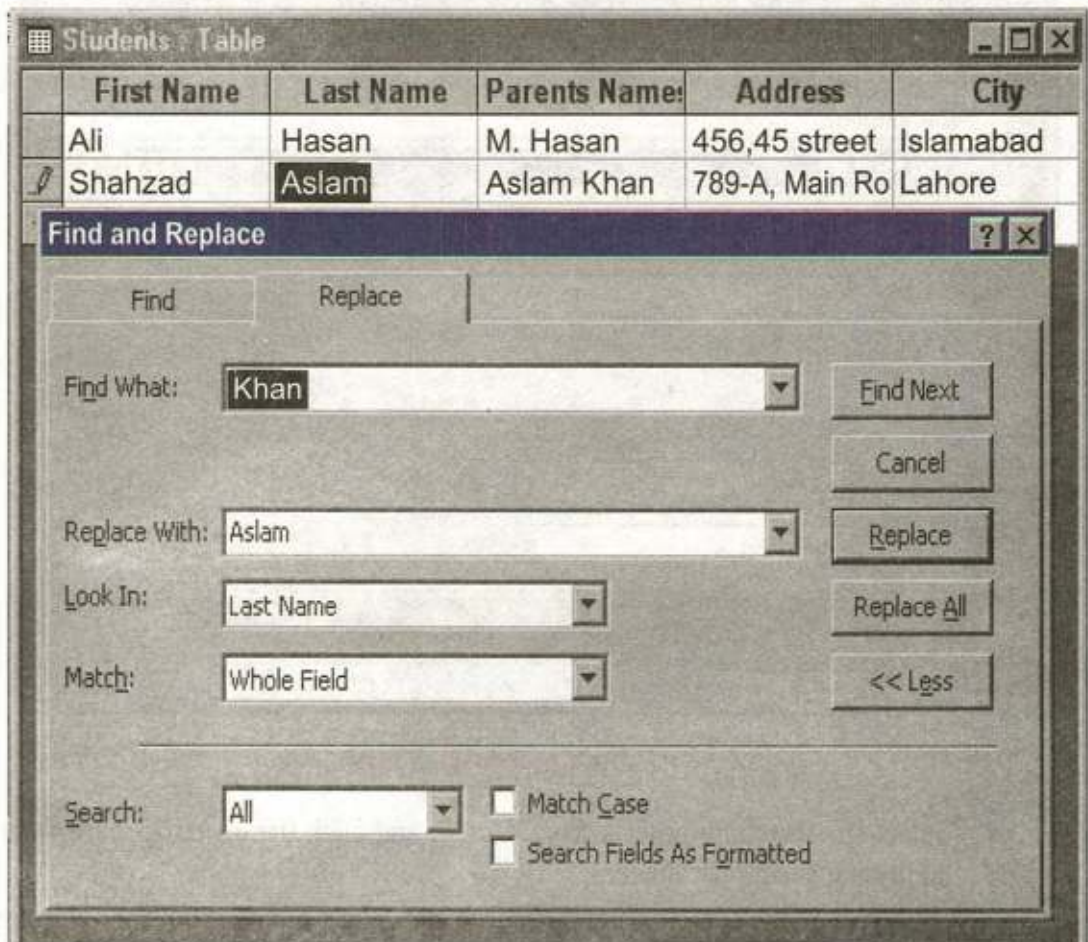 Students : Table
First Name Last Name Parents Names Address City
Ali Hasan M. Hasan 456,45 street Islamabad
Shahzad Aslam Aslam Khan 789-A, Main Ro Lahore
Find and Replace
Find Replace
Find What: Khan Find Next
Cancel
Replace With: Aslam Replace
Look In: Last Name Replace All
Match: Whole Field << Less
Search: All Match Case
Search Fields As Formatted